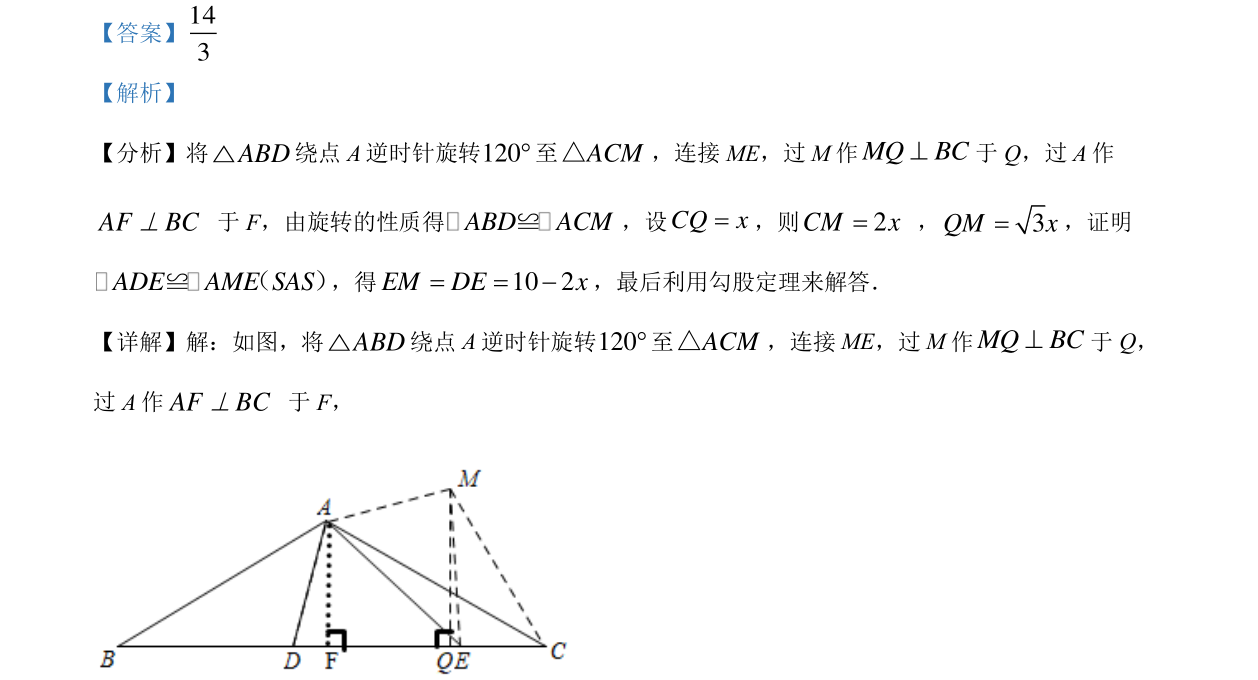 【答案】14/3
【解析】
【分析】将△ABD绕点A逆时针旋转120°至△ACM，连接ME，过M作MQ⊥BC于Q，过A作
AF⊥BC 于F，由旋转的性质得□ABD≌□ACM，设CQ=x，则CM=2x，QM=√3x，证明
□ADE≌□AME(SAS)，得EM=DE=10−2x，最后利用勾股定理来解答．
【详解】解：如图，将△ABD绕点A逆时针旋转120°至△ACM，连接ME，过M作MQ⊥BC于Q，
过A作AF⊥BC 于F，
M
A
B D F Q E C